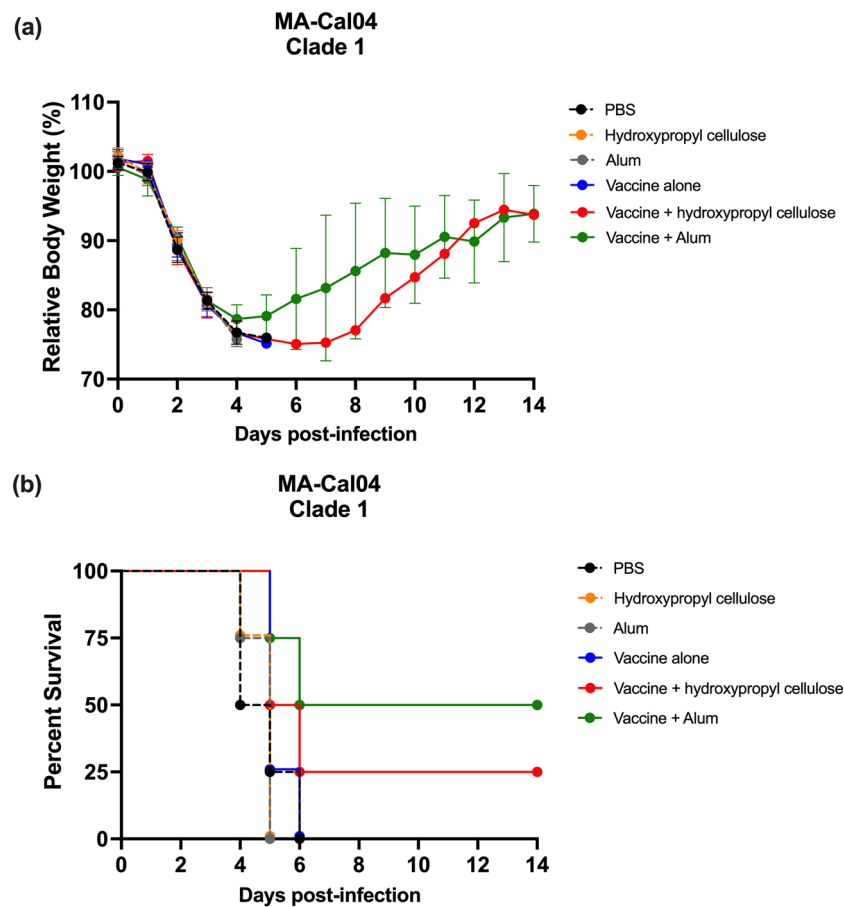 (a)
MA-Cal04
Clade 1
Relative Body Weight (%)
110
100
90
80
70
0 2 4 6 8 10 12 14
Days post-infection
PBS
Hydroxypropyl cellulose
Alum
Vaccine alone
Vaccine + hydroxypropyl cellulose
Vaccine + Alum
(b)
MA-Cal04
Clade 1
Percent Survival
100
75
50
25
0
0 2 4 6 8 10 12 14
Days post-infection
PBS
Hydroxypropyl cellulose
Alum
Vaccine alone
Vaccine + hydroxypropyl cellulose
Vaccine + Alum